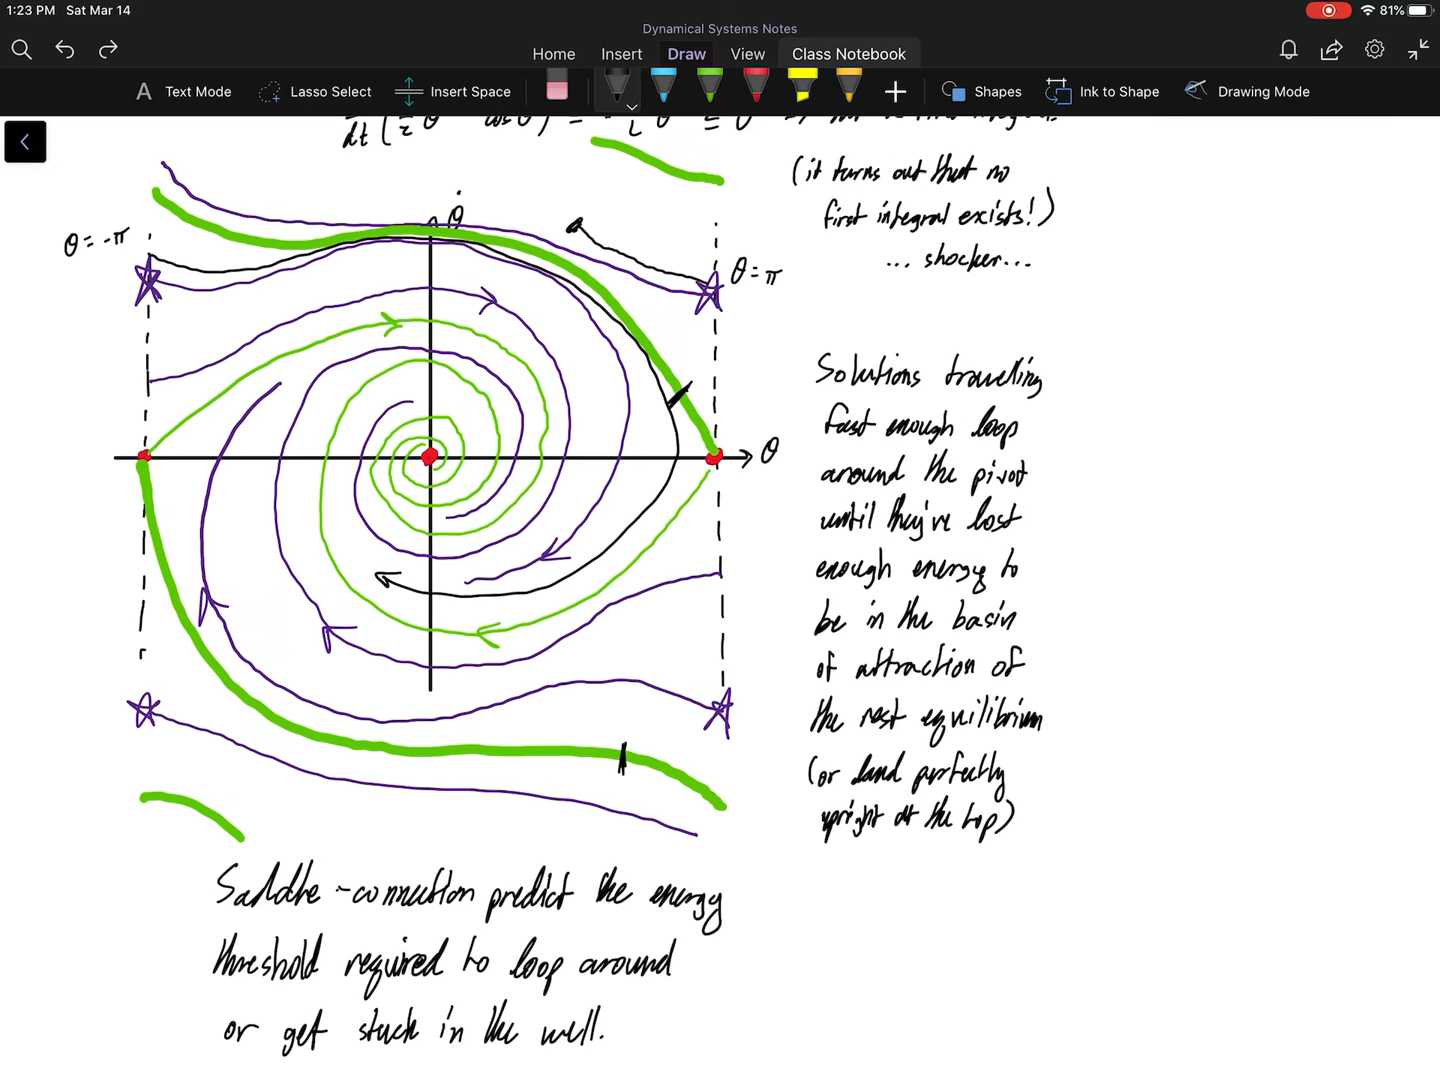 1:23 PM Sat Mar 14
81%
Dynamical Systems Notes
Home Insert Draw View Class Notebook
Text Mode Lasso Select Insert Space Shapes Ink to Shape Drawing Mode
(it turns out that no
first integral exists!)
... shocker...
θ̇
θ = -π
θ = π
θ
Solutions travelling
fast enough loop
around the pivot
until they've lost
enough energy to
be in the basin
of attraction of
the rest equilibrium
(or land perfectly
upright at the top)
Saddle-connection predict the energy
threshold required to loop around
or get stuck in the well.